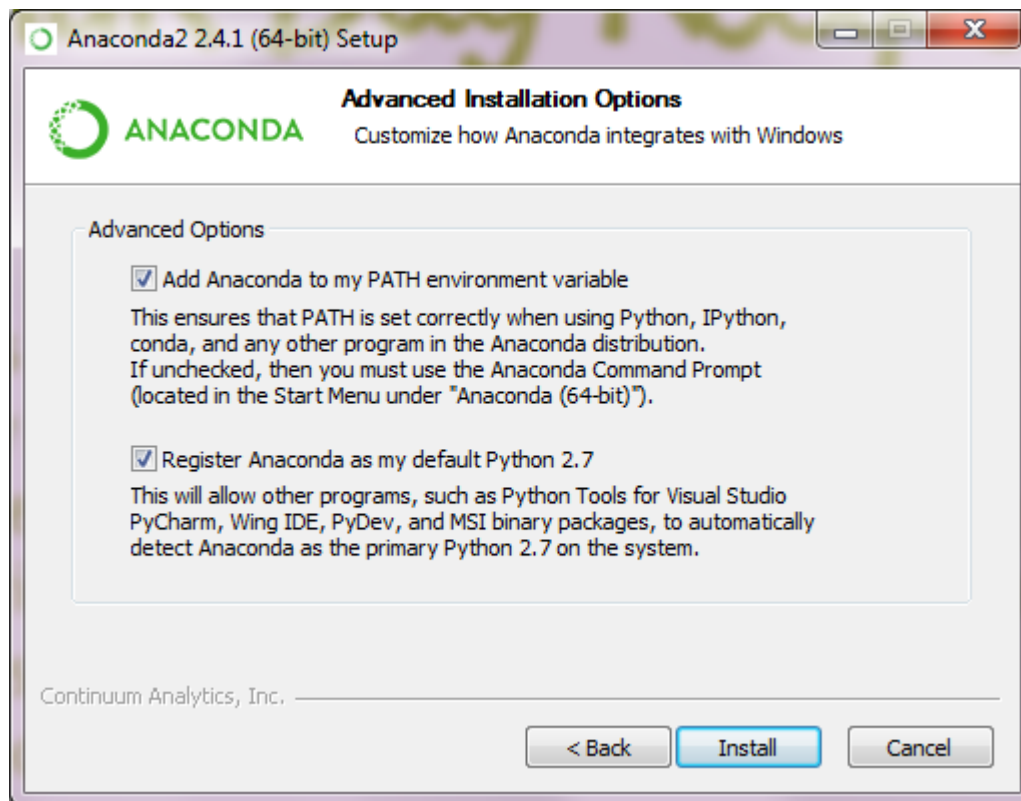 Anaconda2 2.4.1 (64-bit) Setup
ANACONDA
Advanced Installation Options
Customize how Anaconda integrates with Windows
Advanced Options
Add Anaconda to my PATH environment variable
This ensures that PATH is set correctly when using Python, IPython,
conda, and any other program in the Anaconda distribution.
If unchecked, then you must use the Anaconda Command Prompt
(located in the Start Menu under "Anaconda (64-bit)").
Register Anaconda as my default Python 2.7
This will allow other programs, such as Python Tools for Visual Studio
PyCharm, Wing IDE, PyDev, and MSI binary packages, to automatically
detect Anaconda as the primary Python 2.7 on the system.
Continuum Analytics, Inc.
< Back
Install
Cancel